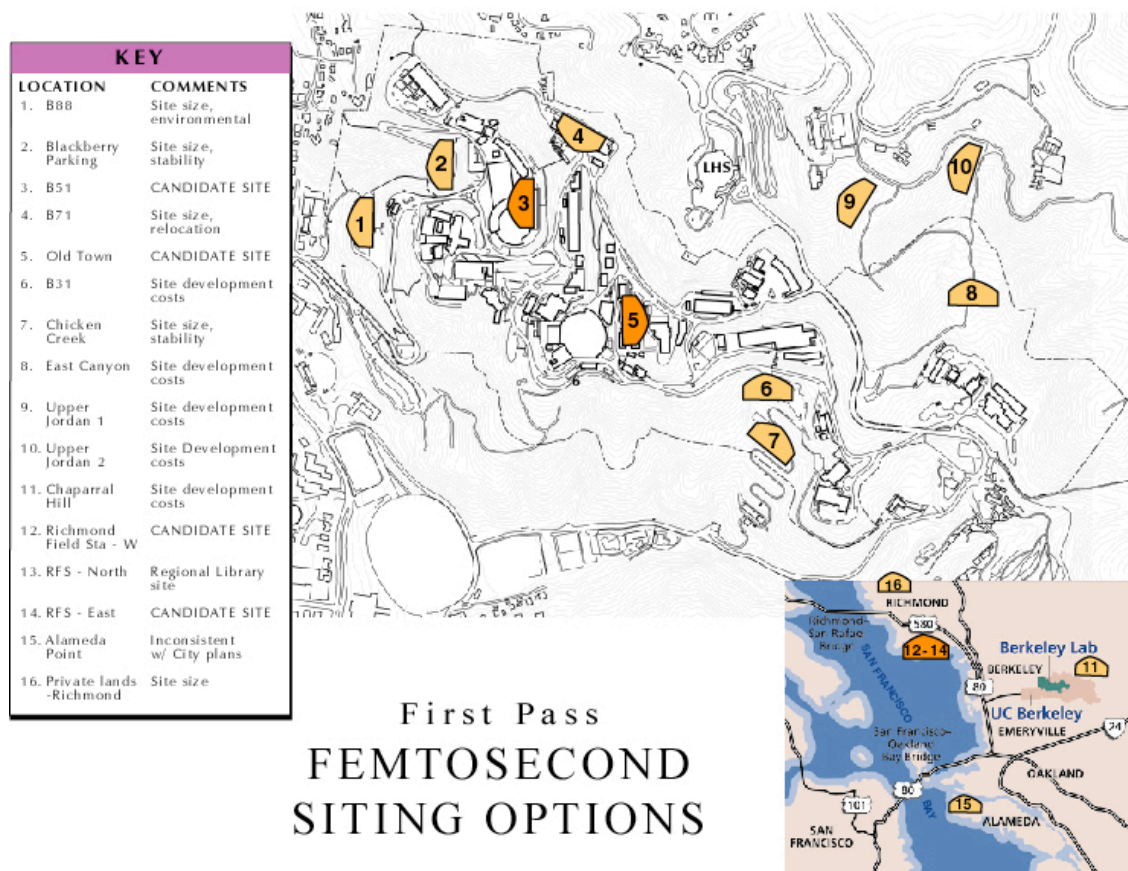 KEY
LOCATION COMMENTS
1. B88 Site size,
environmental
2. Blackberry Site size,
Parking stability
3. B51 CANDIDATE SITE
4. B71 Site size,
relocation
5. Old Town CANDIDATE SITE
6. B31 Site development
costs
7. Chicken Site size,
Creek stability
8. East Canyon Site development
costs
9. Upper Site development
Jordan 1 costs
10. Upper Site Development
Jordan 2 costs
11. Chaparral Site development
Hill costs
12. Richmond CANDIDATE SITE
Field Sta - W
13. RFS - North Regional Library
site
14. RFS - East CANDIDATE SITE
15. Alameda Inconsistent
Point w/ City plans
16. Private lands Site size
-Richmond
4
2
LHS
10
3
9
1
8
5
6
6
7
First Pass
FEMTOSECOND
SITING OPTIONS
16
RICHMOND
Richmond-
San Rafael
Bridge
580
12-14
SAN FRANCISCO
BAY
Berkeley Lab
BERKELEY
11
80
UC Berkeley
EMERYVILLE
24
San Francisco-
Oakland
Bay Bridge
OAKLAND
80
101
15
ALAMEDA
SAN
FRANCISCO